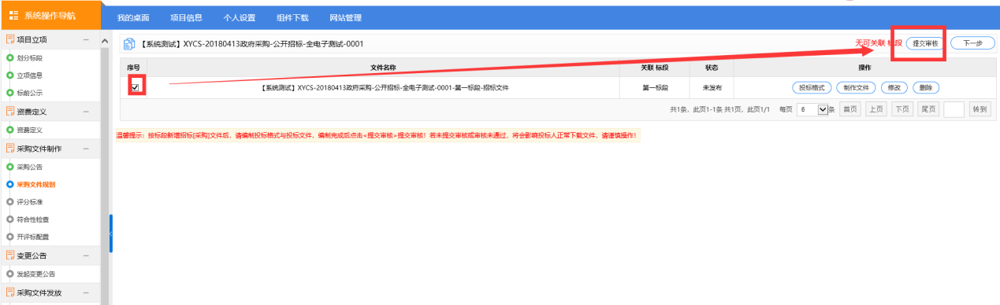 系统操作导航
我的桌面 项目信息 个人设置 组件下载 网站管理
项目立项
划分标段
立项信息
标前公示
资费定义
资费定义
采购文件制作
采购公告
采购文件规划
评分标准
符合性检查
开评标配置
变更公告
发起变更公告
采购文件发放
【系统测试】XYCS-20180413政府采购-公开招标-全电子测试-0001
无可关联 标段 提交审核 下一步
序号 文件名称 关联 标段 状态 操作
【系统测试】XYCS-20180413政府采购-公开招标-全电子测试-0001-第一标段-招标文件 第一标段 未发布 投标格式 制作文件 修改 删除
共1条, 此页1-1条 共1页, 此页1/1 每页 6 条 首页 上页 下页 尾页 转到
温馨提示：按标段新增招标[采购]文件后，请编制投标格式与投标文件，编制完成后点击<提交审核>提交审核！若未提交审核或审核未通过，将会影响投标人正常下载文件，请谨慎操作！